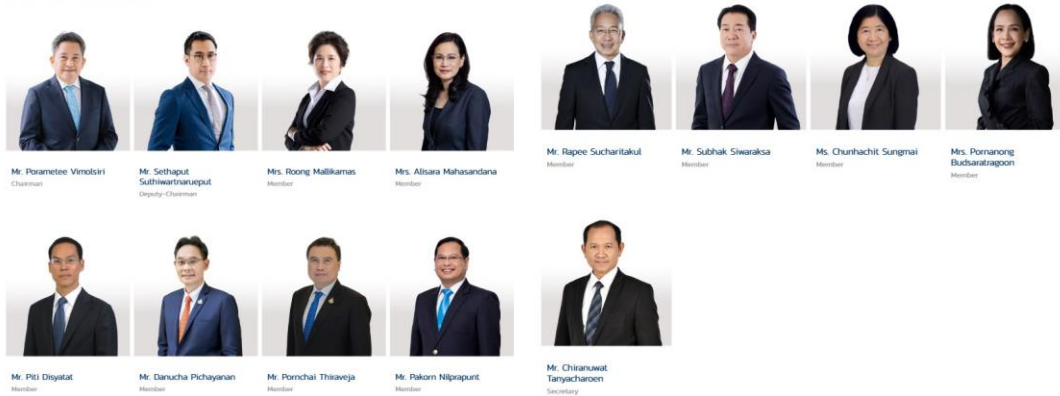 Mr. Porametee Vimolsiri
Chairman
Mr. Sethaput
Suthiwartnarueput
Deputy-Chairman
Mrs. Roong Mallikamas
Member
Mrs. Alisara Mahasandana
Member
Mr. Rapee Sucharitakul
Member
Mr. Subhak Siwaraksa
Member
Ms. Chunhachit Sungmai
Member
Mrs. Pornanong
Budsaratragoon
Member
Mr. Piti Disyatat
Member
Mr. Danucha Pichayanan
Member
Mr. Pornchai Thiraveja
Member
Mr. Pakorn Nilprapunt
Member
Mr. Chiranuwat
Tanyacharoen
Secretary